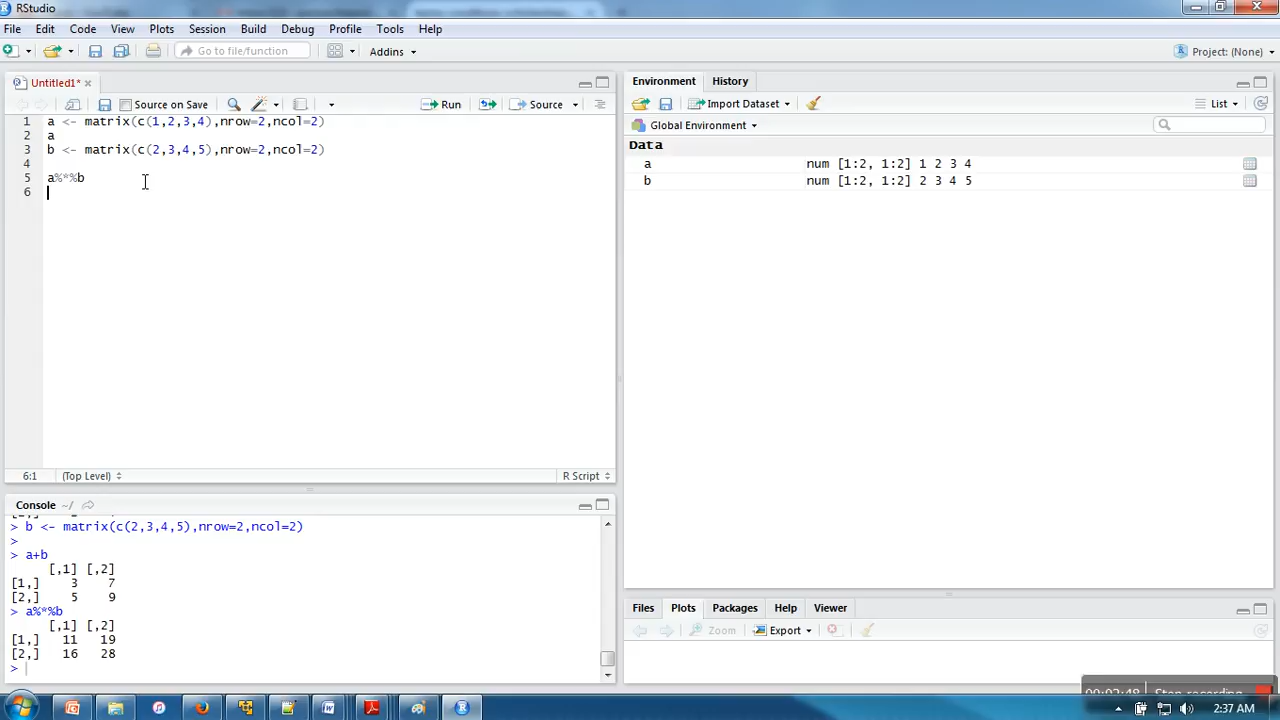 RStudio
File Edit Code View Plots Session Build Debug Profile Tools Help
Go to file/function Addins Project: (None)
Untitled1*
Source on Save Run Source
1 a <- matrix(c(1,2,3,4),nrow=2,ncol=2)
2 a
3 b <- matrix(c(2,3,4,5),nrow=2,ncol=2)
4
5 a%*%b
6
6:1 (Top Level) R Script
Console ~/
> b <- matrix(c(2,3,4,5),nrow=2,ncol=2)
>
> a+b
[,1] [,2]
[1,] 3 7
[2,] 5 9
> a%*%b
[,1] [,2]
[1,] 11 19
[2,] 16 28
>
Environment History
Import Dataset List
Global Environment
Data
a num [1:2, 1:2] 1 2 3 4
b num [1:2, 1:2] 2 3 4 5
Files Plots Packages Help Viewer
Zoom Export
00:02:48 Stop recording
2:37 AM